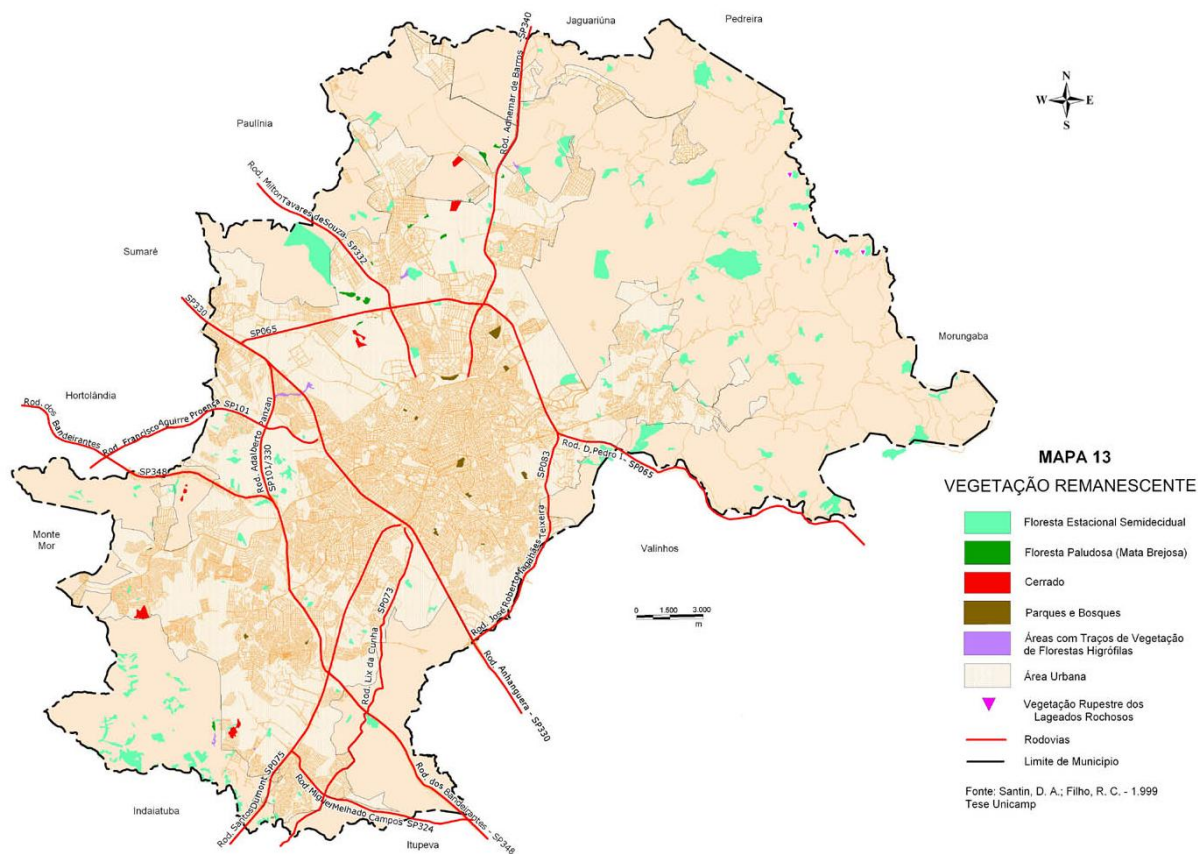 Jaguariúna
Pedreira
Rod. Adhemar de Barros -SP340
N
W E
S
Paulínia
Rod. Milton Tavares de Souza- SP332
Sumaré
SP330
SP065
Morungaba
Hortolândia
Rod. dos Bandeirantes
Rod. Francisco Aguirre Proença SP101
Rod. Adalberto Panzan
SP101/330
SP348
Rod. D.Pedro I- SP065
SP083
Rod. José Roberto Magalhães Teixeira
Monte
Mor
Valinhos
0 1.500 3.000
m
Rod. Lix da Cunha SP073
Rod. Anhanguera - SP330
Rod. Santos Dumont SP075
Rod Miguel Melhado Campos SP324
Rod. dos Bandeirantes - SP348
Indaiatuba
Itupeva
MAPA 13
VEGETAÇÃO REMANESCENTE
Floresta Estacional Semidecidual
Floresta Paludosa (Mata Brejosa)
Cerrado
Parques e Bosques
Áreas com Traços de Vegetação
de Florestas Higrófilas
Área Urbana
Vegetação Rupestre dos
Lageados Rochosos
Rodovias
Limite de Municipio
Fonte: Santin, D. A.; Filho, R. C. - 1.999
Tese Unicamp